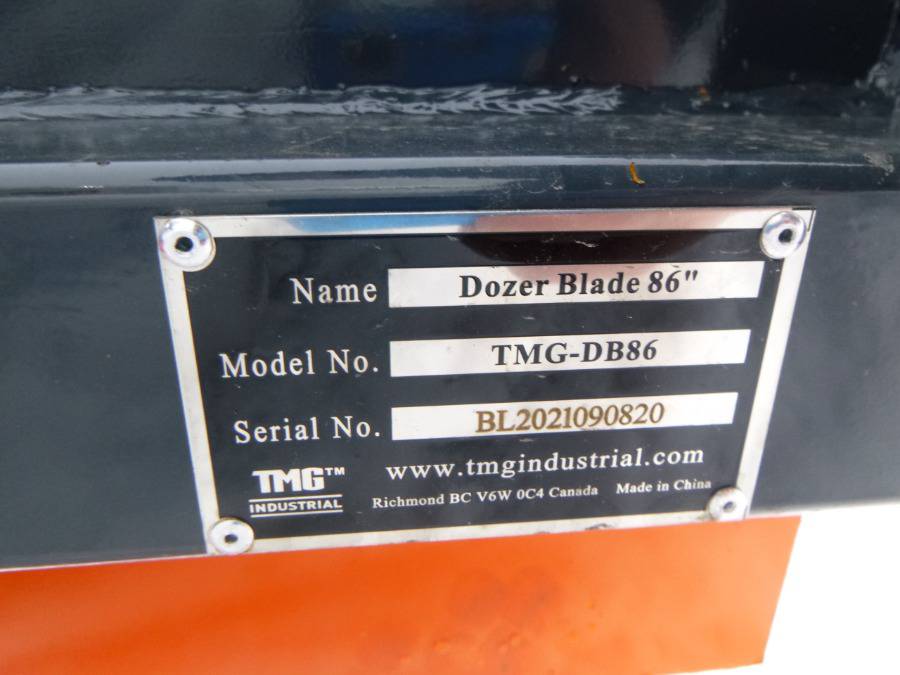 Name Dozer Blade 86"
Model No. TMG-DB86
Serial No. BL2021090820
TMG™ INDUSTRIAL
www.tmgindustrial.com
Richmond BC V6W 0C4 Canada Made in China